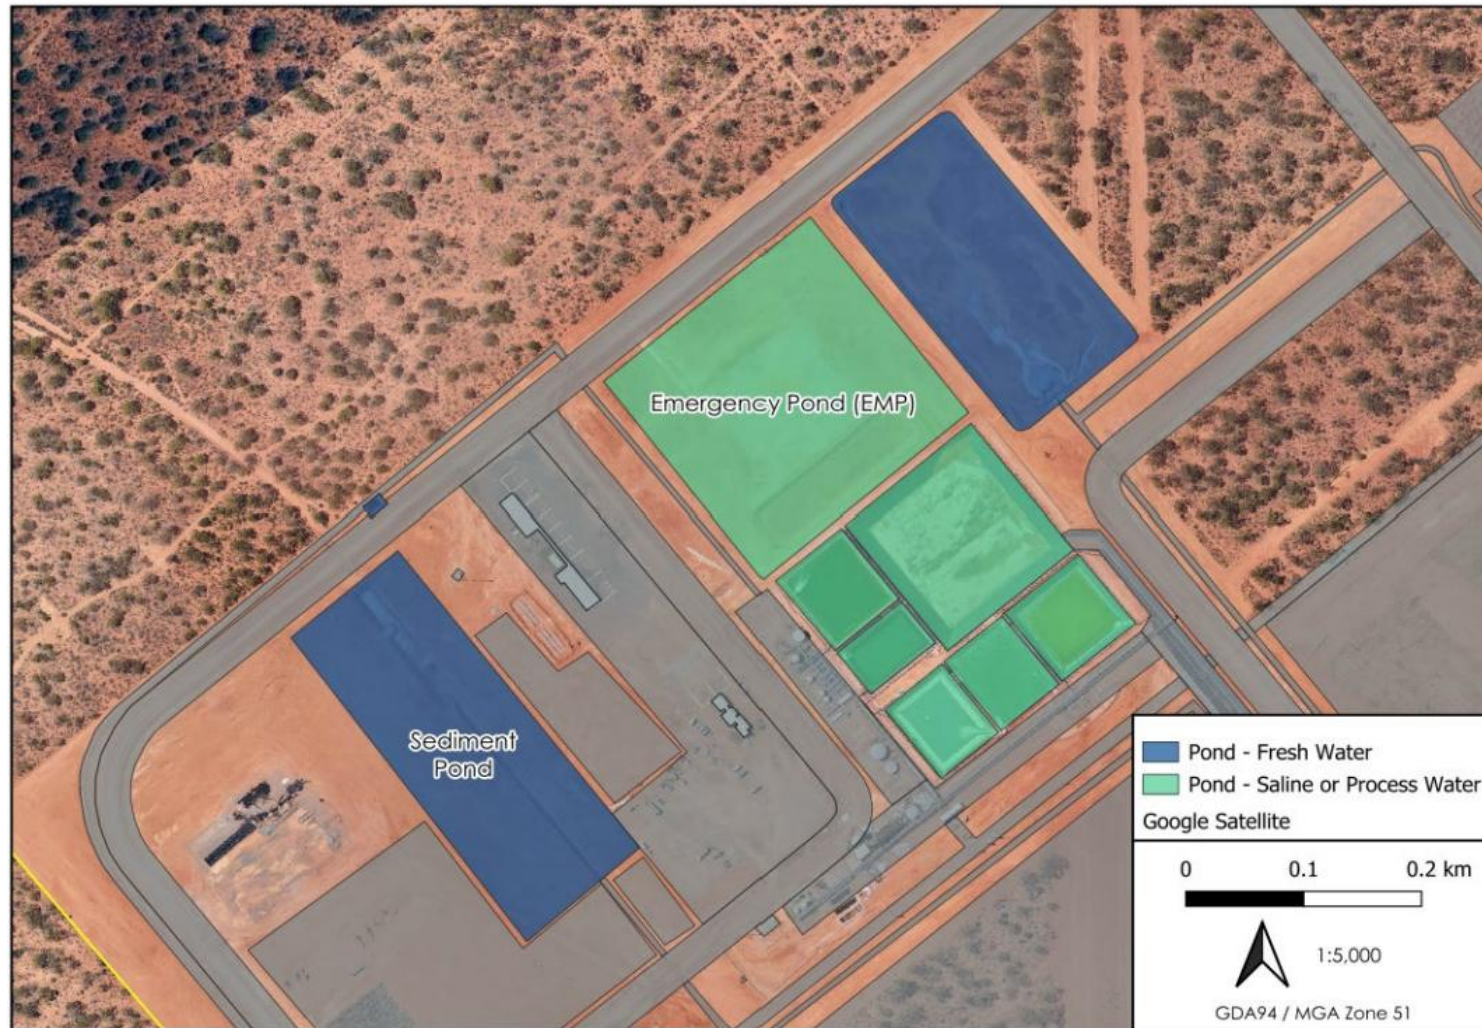 Emergency Pond (EMP)
Sediment
Pond
Pond - Fresh Water
Pond - Saline or Process Water
Google Satellite
0 0.1 0.2 km
1:5,000
GDA94 / MGA Zone 51